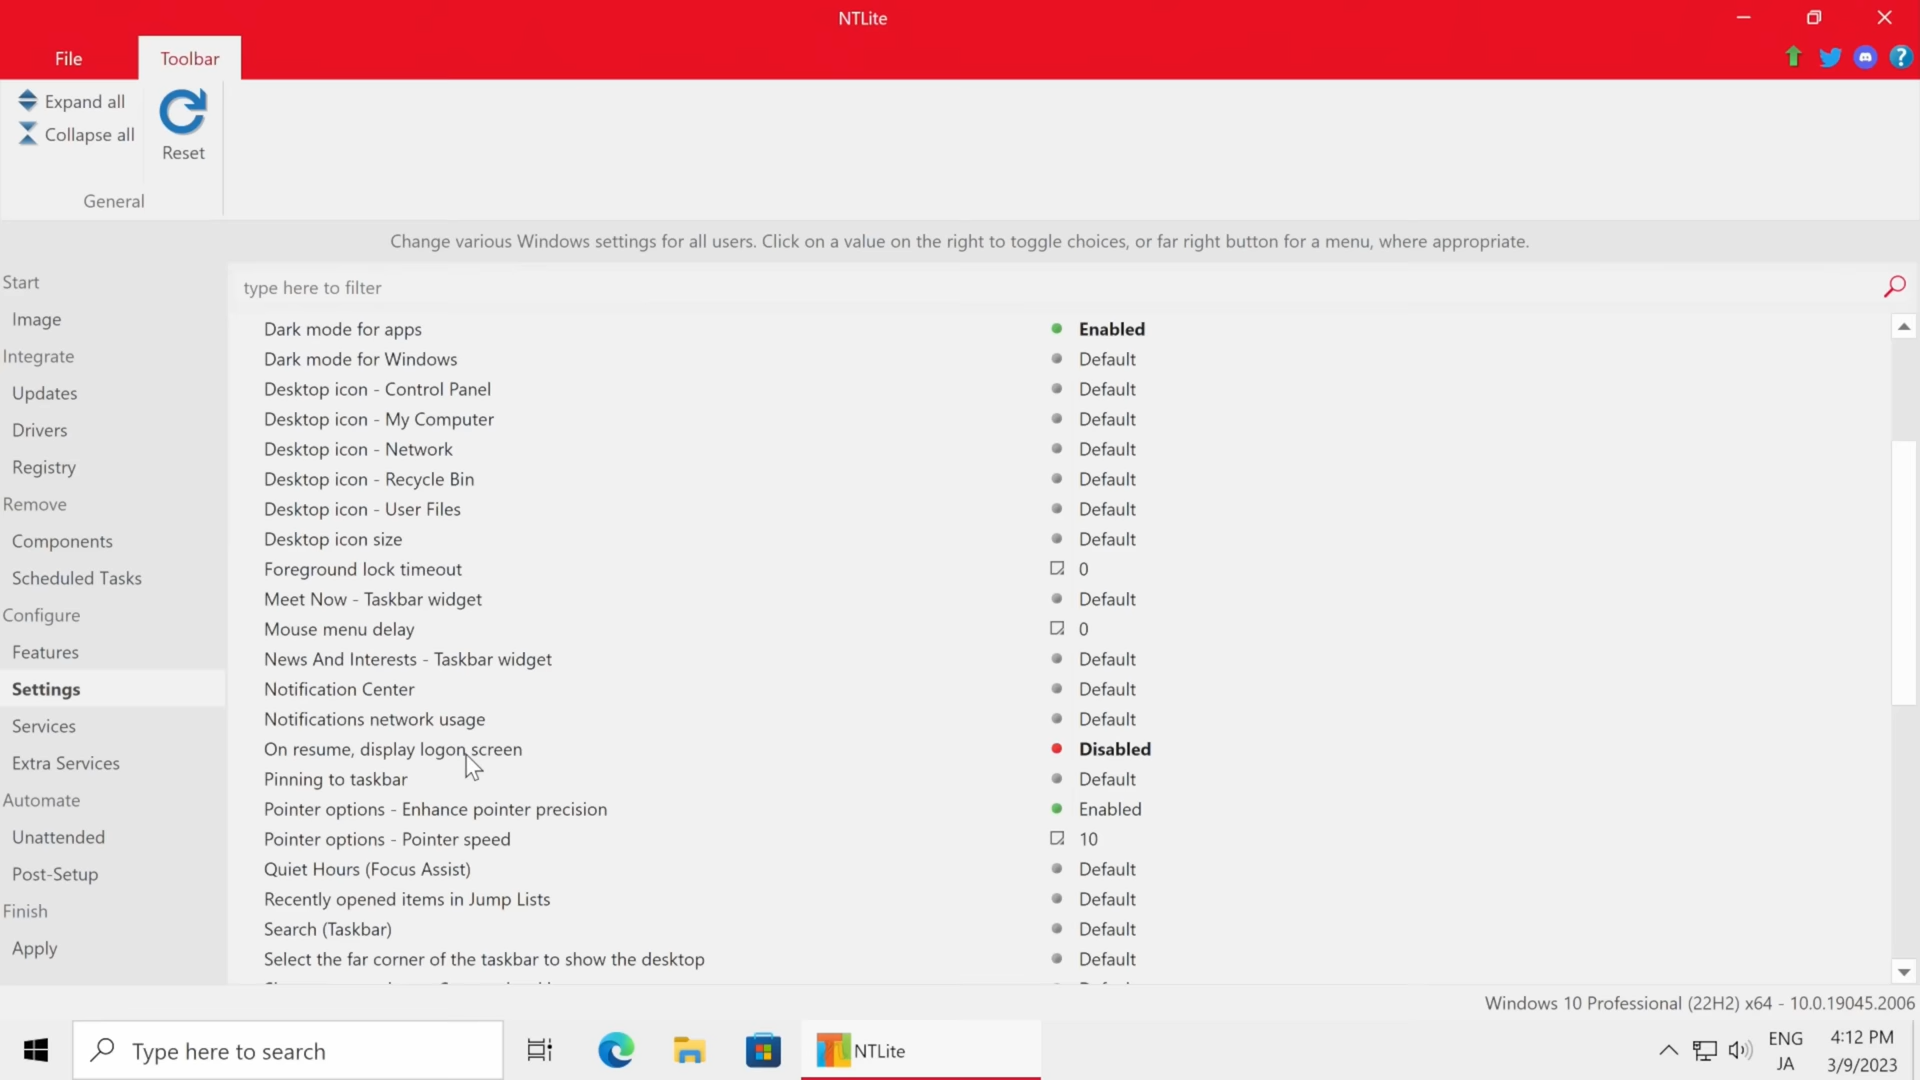 NTLite
File
Toolbar
Expand all
Collapse all
Reset
General
Change various Windows settings for all users. Click on a value on the right to toggle choices, or far right button for a menu, where appropriate.
Start
Image
Integrate
Updates
Drivers
Registry
Remove
Components
Scheduled Tasks
Configure
Features
Settings
Services
Extra Services
Automate
Unattended
Post-Setup
Finish
Apply
type here to filter
Dark mode for apps Enabled
Dark mode for Windows Default
Desktop icon - Control Panel Default
Desktop icon - My Computer Default
Desktop icon - Network Default
Desktop icon - Recycle Bin Default
Desktop icon - User Files Default
Desktop icon size Default
Foreground lock timeout 0
Meet Now - Taskbar widget Default
Mouse menu delay 0
News And Interests - Taskbar widget Default
Notification Center Default
Notifications network usage Default
On resume, display logon screen Disabled
Pinning to taskbar Default
Pointer options - Enhance pointer precision Enabled
Pointer options - Pointer speed 10
Quiet Hours (Focus Assist) Default
Recently opened items in Jump Lists Default
Search (Taskbar) Default
Select the far corner of the taskbar to show the desktop Default
Windows 10 Professional (22H2) x64 - 10.0.19045.2006
Type here to search
NTLite
ENG
JA
4:12 PM
3/9/2023